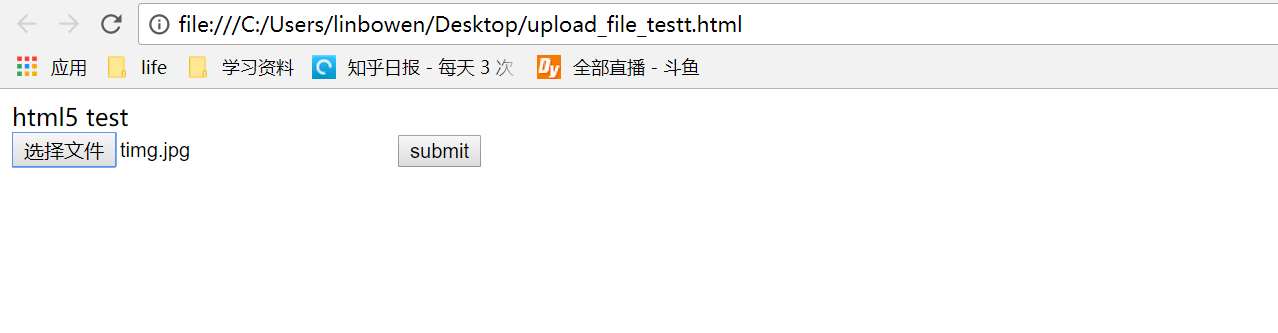 file:///C:/Users/linbowen/Desktop/upload_file_testt.html
应用 life 学习资料 知乎日报 - 每天 3 次 Dy 全部直播 - 斗鱼
html5 test
选择文件 timg.jpg submit